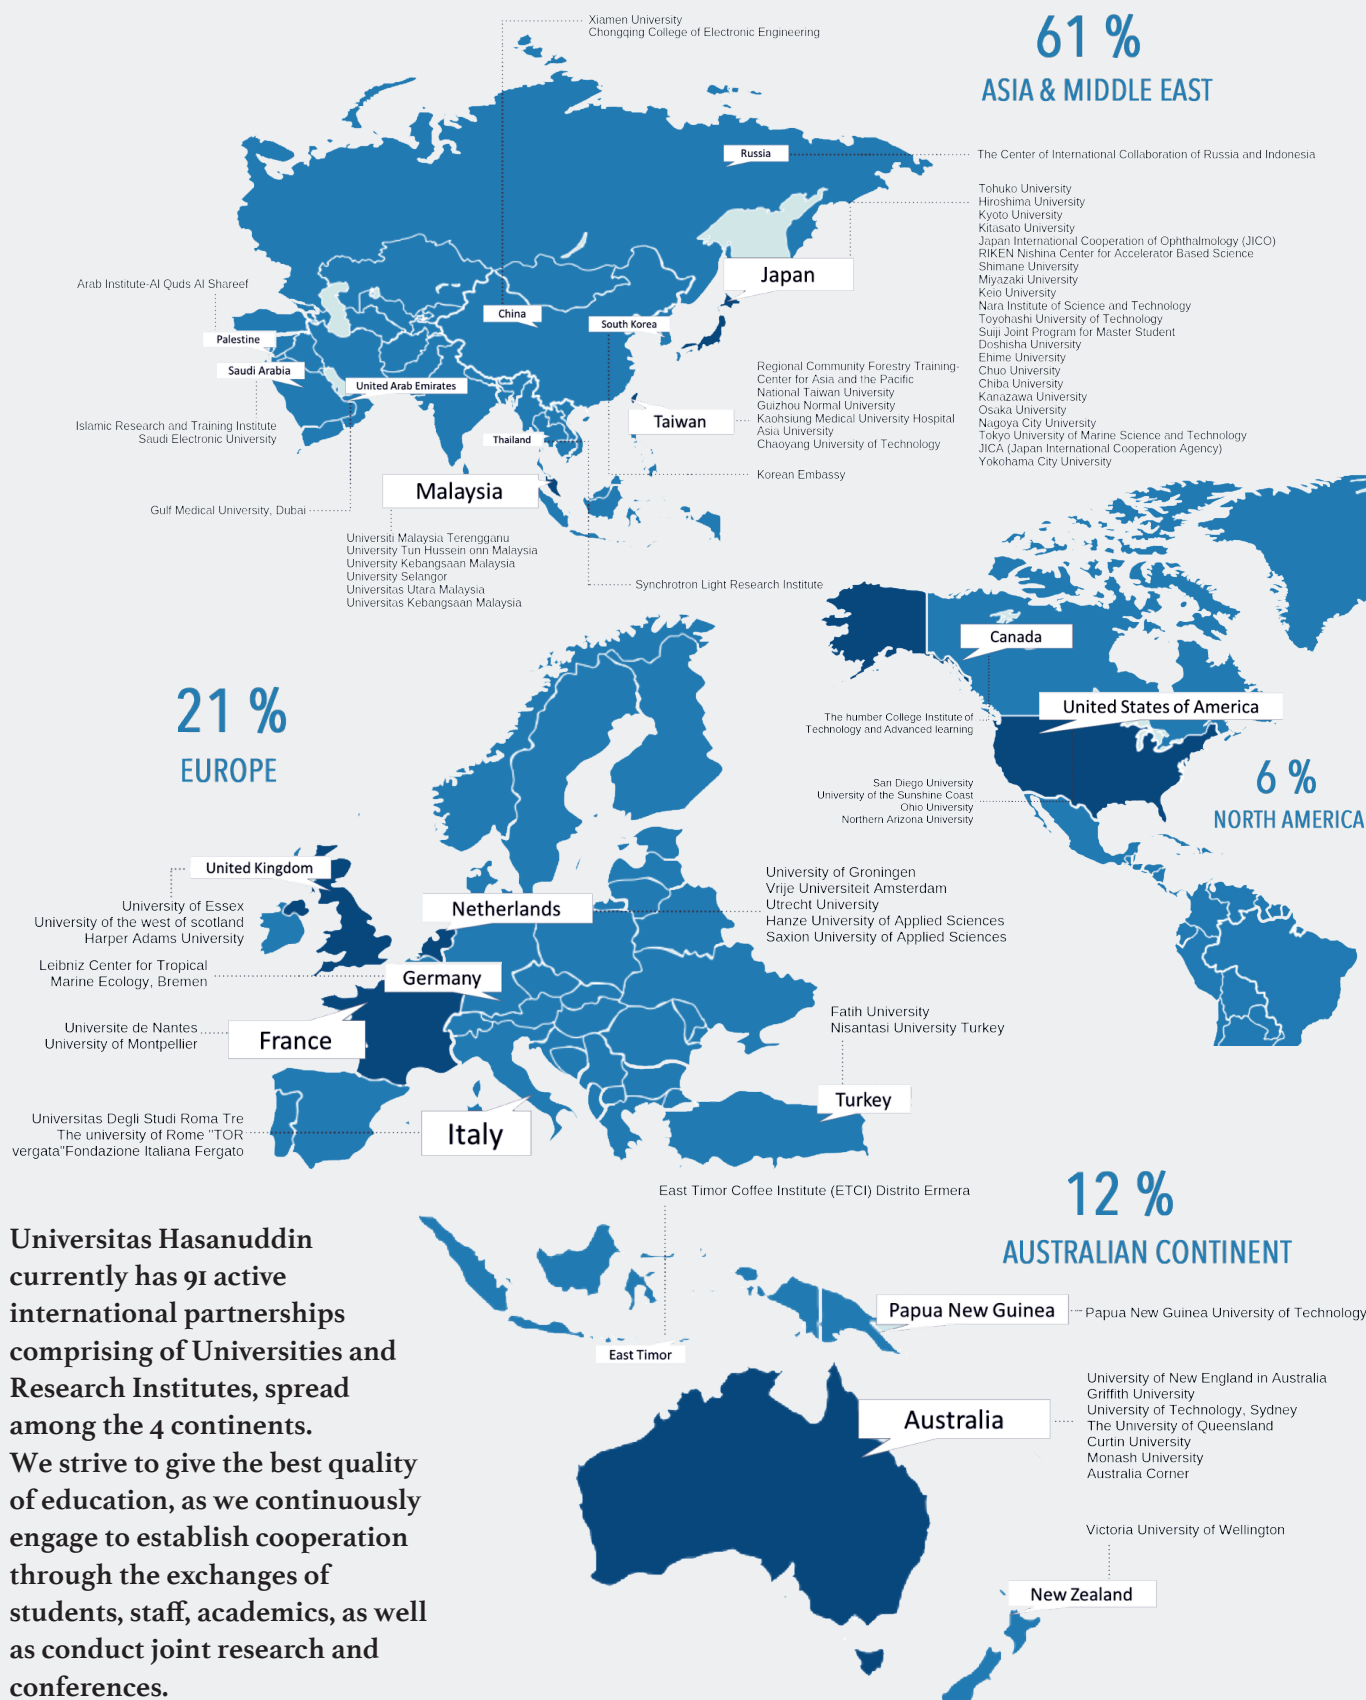 Xiamen University
Chongqing College of Electronic Engineering
61 %
ASIA & MIDDLE EAST
Russia
The Center of International Collaboration of Russia and Indonesia
Tohuko University
Hiroshima University
Kyoto University
Kitasato University
Japan International Cooperation of Ophthalmology (JICO)
RIKEN Nishina Center for Accelerator Based Science
Shimane University
Miyazaki University
Keio University
Nara Institute of Science and Technology
Toyohashi University of Technology
Suiji Joint Program for Master Student
Doshisha University
Ehime University
Chuo University
Chiba University
Kanazawa University
Osaka University
Nagoya City University
Tokyo University of Marine Science and Technology
JICA (Japan International Cooperation Agency)
Yokohama City University
Japan
Arab Institute-Al Quds Al Shareef
China
South Korea
Palestine
Saudi Arabia
United Arab Emirates
Islamic Research and Training Institute
Saudi Electronic University
Thailand
Taiwan
Regional Community Forestry Training-
Center for Asia and the Pacific
National Taiwan University
Guizhou Normal University
Kaohsiung Medical University Hospital
Asia University
Chaoyang University of Technology
Korean Embassy
Malaysia
Gulf Medical University, Dubai
Universiti Malaysia Terengganu
University Tun Hussein onn Malaysia
University Kebangsaan Malaysia
University Selangor
Universitas Utara Malaysia
Universitas Kebangsaan Malaysia
Synchrotron Light Research Institute
Canada
United States of America
The humber College Institute of
Technology and Advanced learning
San Diego University
University of the Sunshine Coast
Ohio University
Northern Arizona University
6 %
NORTH AMERICA
21 %
EUROPE
United Kingdom
University of Essex
University of the west of scotland
Harper Adams University
Netherlands
University of Groningen
Vrije Universiteit Amsterdam
Utrecht University
Hanze University of Applied Sciences
Saxion University of Applied Sciences
Leibniz Center for Tropical
Marine Ecology, Bremen
Germany
Universite de Nantes
University of Montpellier
France
Fatih University
Nisantasi University Turkey
Turkey
Universitas Degli Studi Roma Tre
The university of Rome "TOR
vergata"Fondazione Italiana Fergato
Italy
East Timor Coffee Institute (ETCI) Distrito Ermera
12 %
AUSTRALIAN CONTINENT
Papua New Guinea
Papua New Guinea University of Technology
East Timor
Australia
University of New England in Australia
Griffith University
University of Technology, Sydney
The University of Queensland
Curtin University
Monash University
Australia Corner
Victoria University of Wellington
New Zealand
Universitas Hasanuddin
currently has 91 active
international partnerships
comprising of Universities and
Research Institutes, spread
among the 4 continents.
We strive to give the best quality
of education, as we continuously
engage to establish cooperation
through the exchanges of
students, staff, academics, as well
as conduct joint research and
conferences.